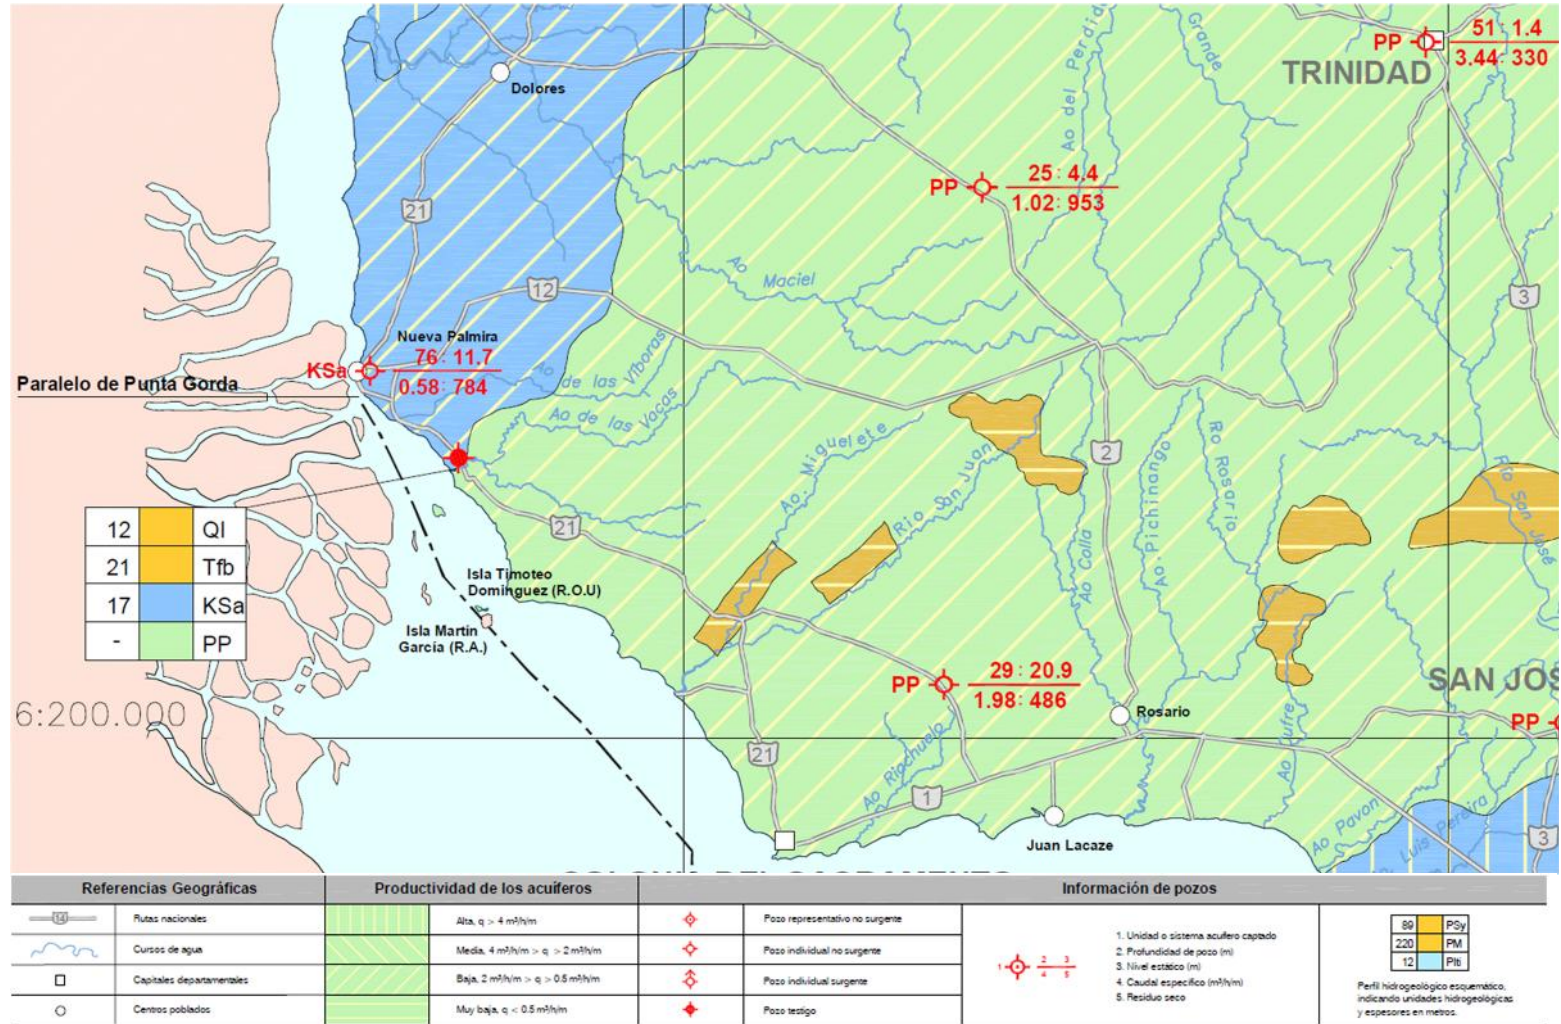 Dolores
21
12
Nueva Palmira
KSa
76: 11.7
0.58: 784
Paralelo de Punta Gorda
Ao de las Víboras
Ao de las Vacas
12 Ql
21 Tfb
17 KSa
- PP
6:200.000
21
Isla Timoteo
Domínguez (R.O.U)
Isla Martín
García (R.A.)
Ao Maciel
Ao del Perdid
Grande
PP
25: 4.4
1.02: 953
PP
51: 1.4
3.44: 330
TRINIDAD
3
2
Ao. Miguelete
Río San Juan
Ao Colla
Ao Pichinango
Ro Rosario
Río San José
PP
29: 20.9
1.98: 486
Rosario
SAN JOS
PP
Ao Cufre
Ao Riachuelo
21
1
Juan Lacaze
Ao Pavon
Luis Pereira
3
Referencias Geográficas
14 Rutas nacionales
Cursos de agua
Capitales departamentales
Centros poblados
Productividad de los acuíferos
Alta, q > 4 m³/h/m
Media, 4 m³/h/m > q > 2 m³/h/m
Baja, 2 m³/h/m > q > 0.5 m³/h/m
Muy baja, q < 0.5 m³/h/m
Información de pozos
Pozo representativo no surgente
Pozo individual no surgente
Pozo individual surgente
Pozo testigo
1 2 3
4 5
1. Unidad o sistema acuífero captado
2. Profundidad de pozo (m)
3. Nivel estático (m)
4. Caudal específico (m³/h/m)
5. Residuo seco
89 PSy
220 PM
12 Plti
Perfil hidrogeológico esquemático,
indicando unidades hidrogeológicas
y espesores en metros.